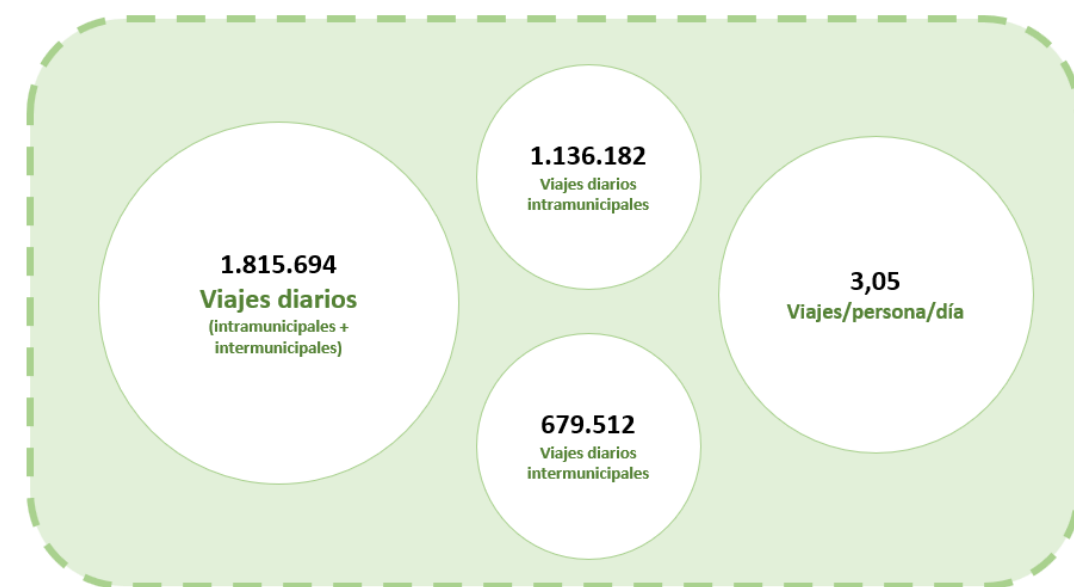 1.815.694
Viajes diarios
(intramunicipales +
intermunicipales)
1.136.182
Viajes diarios
intramunicipales
679.512
Viajes diarios
intermunicipales
3,05
Viajes/persona/día